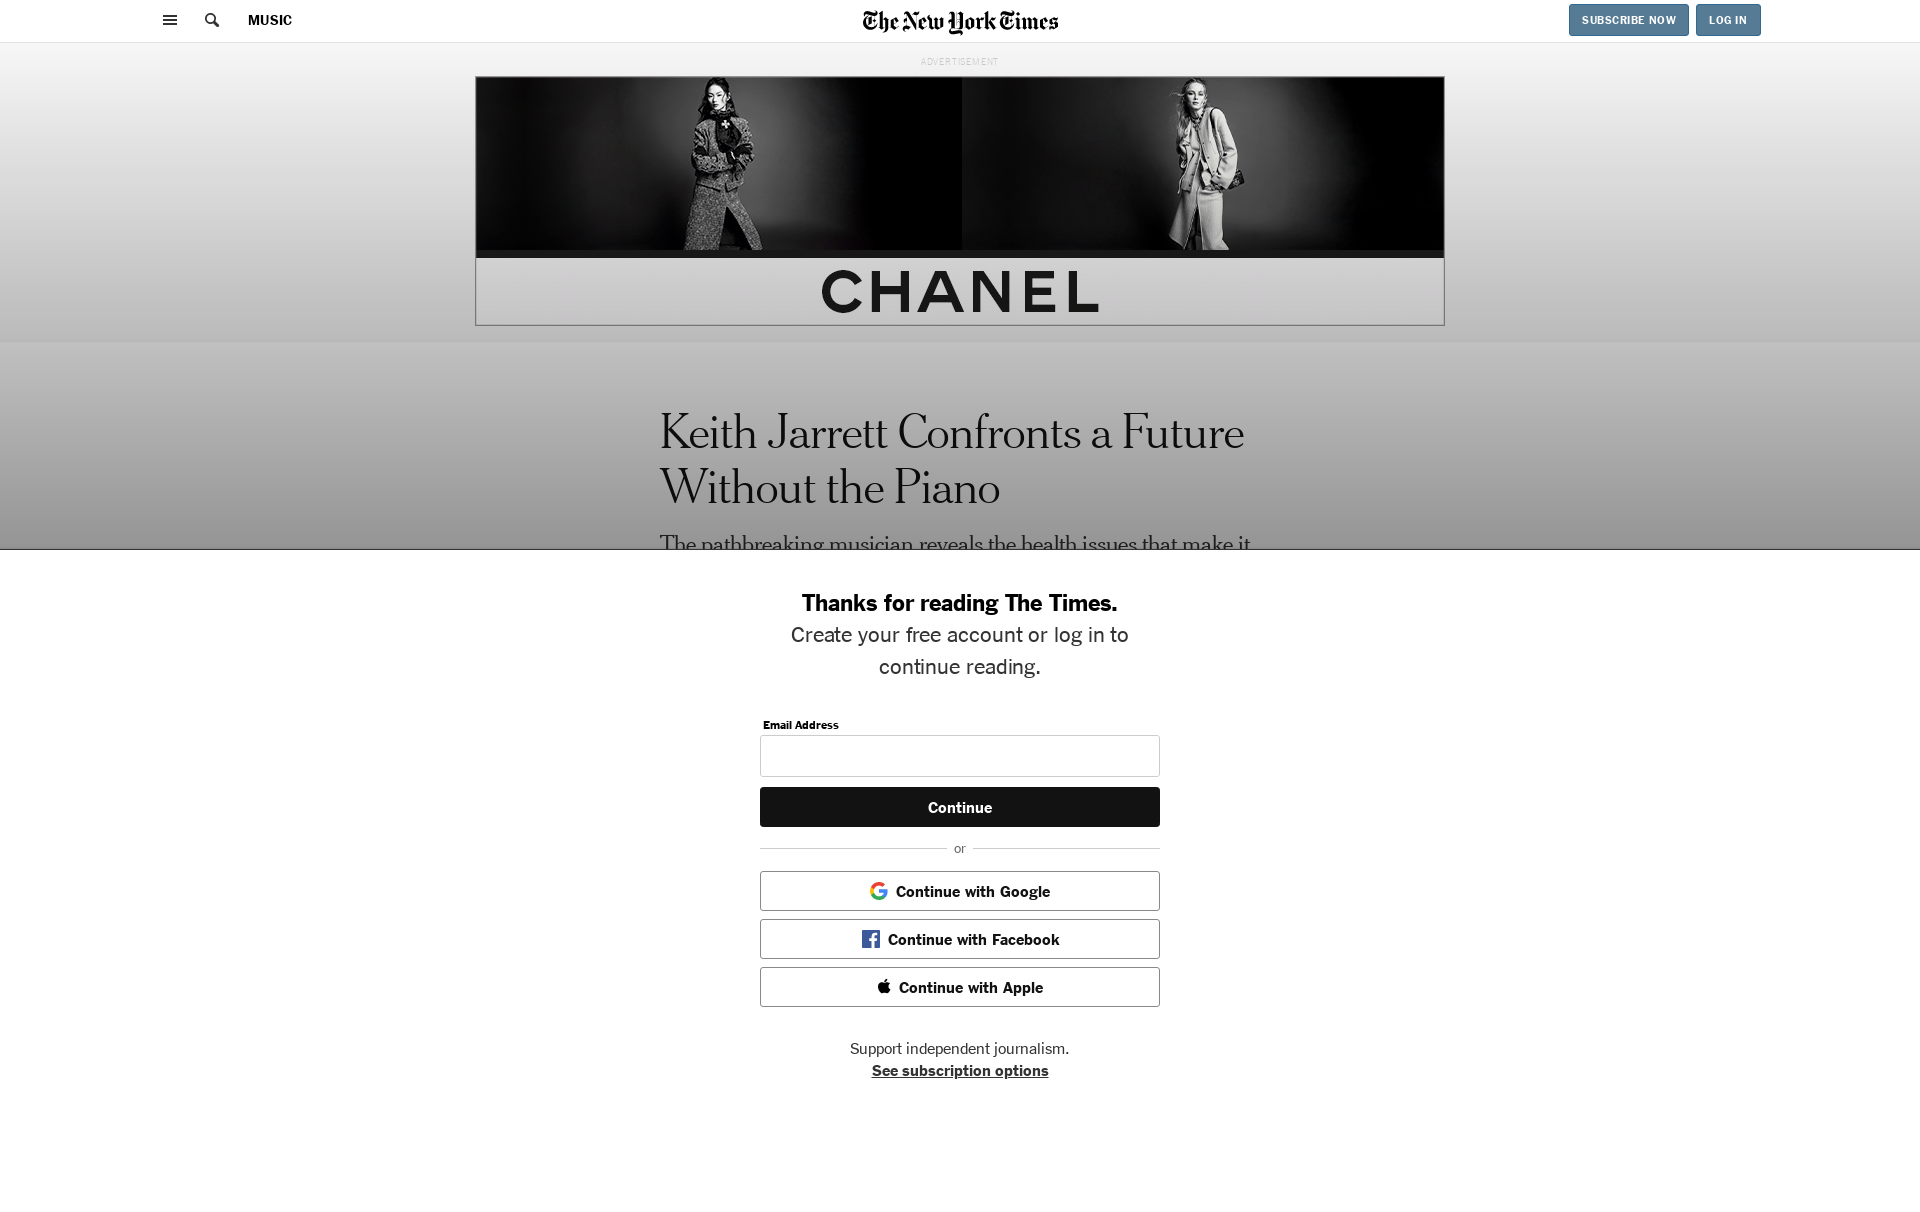 MUSIC
The New York Times
SUBSCRIBE NOW
LOG IN
ADVERTISEMENT
CHANEL
Keith Jarrett Confronts a Future
Without the Piano
The pathbreaking musician reveals the health issues that make it
Thanks for reading The Times.
Create your free account or log in to
continue reading.
Email Address
Continue
or
Continue with Google
Continue with Facebook
Continue with Apple
Support independent journalism.
See subscription options